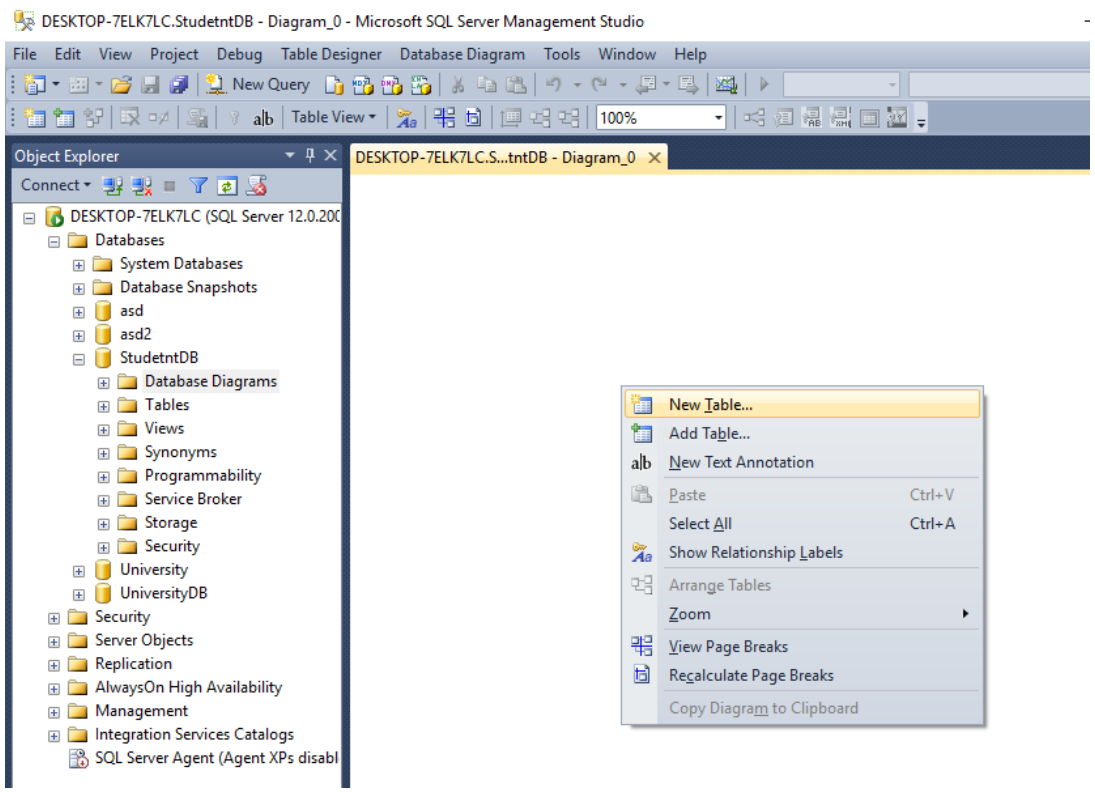 DESKTOP-7ELK7LC.StudetntDB - Diagram_0 - Microsoft SQL Server Management Studio
File Edit View Project Debug Table Designer Database Diagram Tools Window Help
New Query
ab Table View 100%
Object Explorer
DESKTOP-7ELK7LC.S...tntDB - Diagram_0
Connect
DESKTOP-7ELK7LC (SQL Server 12.0.200
Databases
System Databases
Database Snapshots
asd
asd2
StudetntDB
Database Diagrams
Tables
Views
Synonyms
Programmability
Service Broker
Storage
Security
University
UniversityDB
Security
Server Objects
Replication
AlwaysOn High Availability
Management
Integration Services Catalogs
SQL Server Agent (Agent XPs disabl
New Table...
Add Table...
ab New Text Annotation
Paste Ctrl+V
Select All Ctrl+A
Show Relationship Labels
Arrange Tables
Zoom
View Page Breaks
Recalculate Page Breaks
Copy Diagram to Clipboard